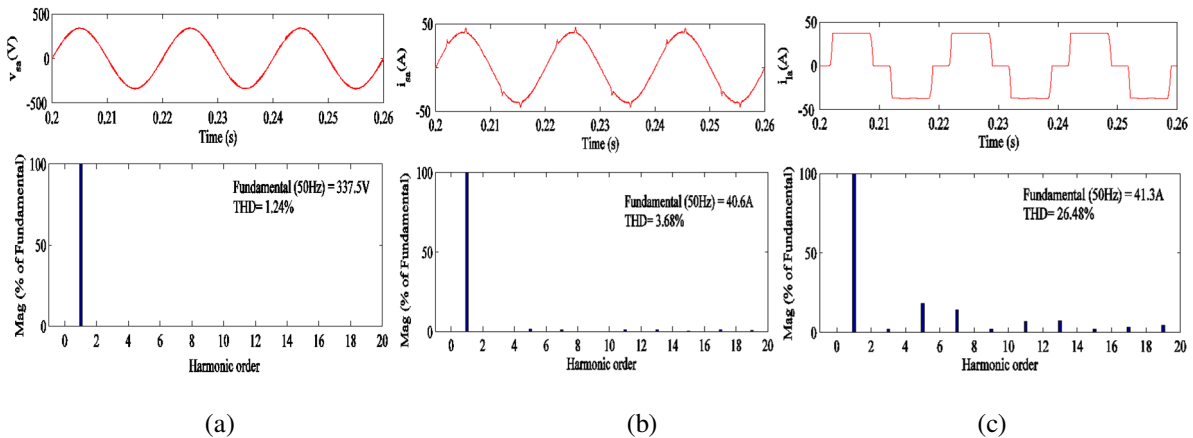 v_sa(V)
500
0
-500
0.2 0.21 0.22 0.23 0.24 0.25 0.26
Time (s)
Mag (% of Fundamental)
100
50
0
Fundamental (50Hz) = 337.5V
THD= 1.24%
0 2 4 6 8 10 12 14 16 18 20
Harmonic order
(a)
i_sa(A)
50
0
-50
0.2 0.21 0.22 0.23 0.24 0.25 0.26
Time (s)
Mag (% of Fundamental)
100
50
0
Fundamental (50Hz) = 40.6A
THD= 3.68%
0 2 4 6 8 10 12 14 16 18 20
Harmonic order
(b)
i_la(A)
50
0
-50
0.2 0.21 0.22 0.23 0.24 0.25 0.26
Time (s)
Mag (% of Fundamental)
100
50
0
Fundamental (50Hz) = 41.3A
THD= 26.48%
0 2 4 6 8 10 12 14 16 18 20
Harmonic order
(c)